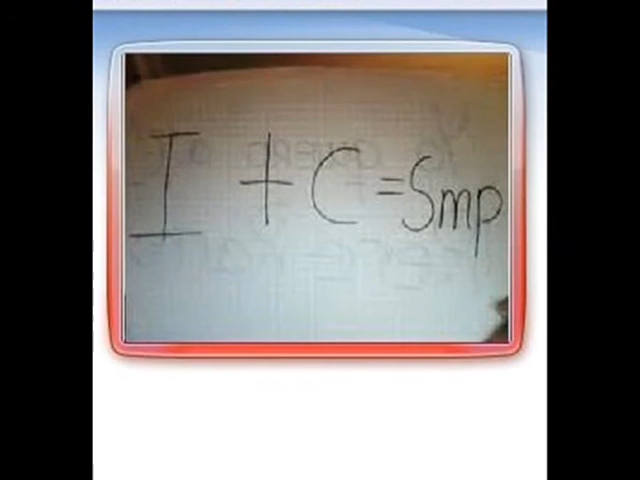 I + C = Smp